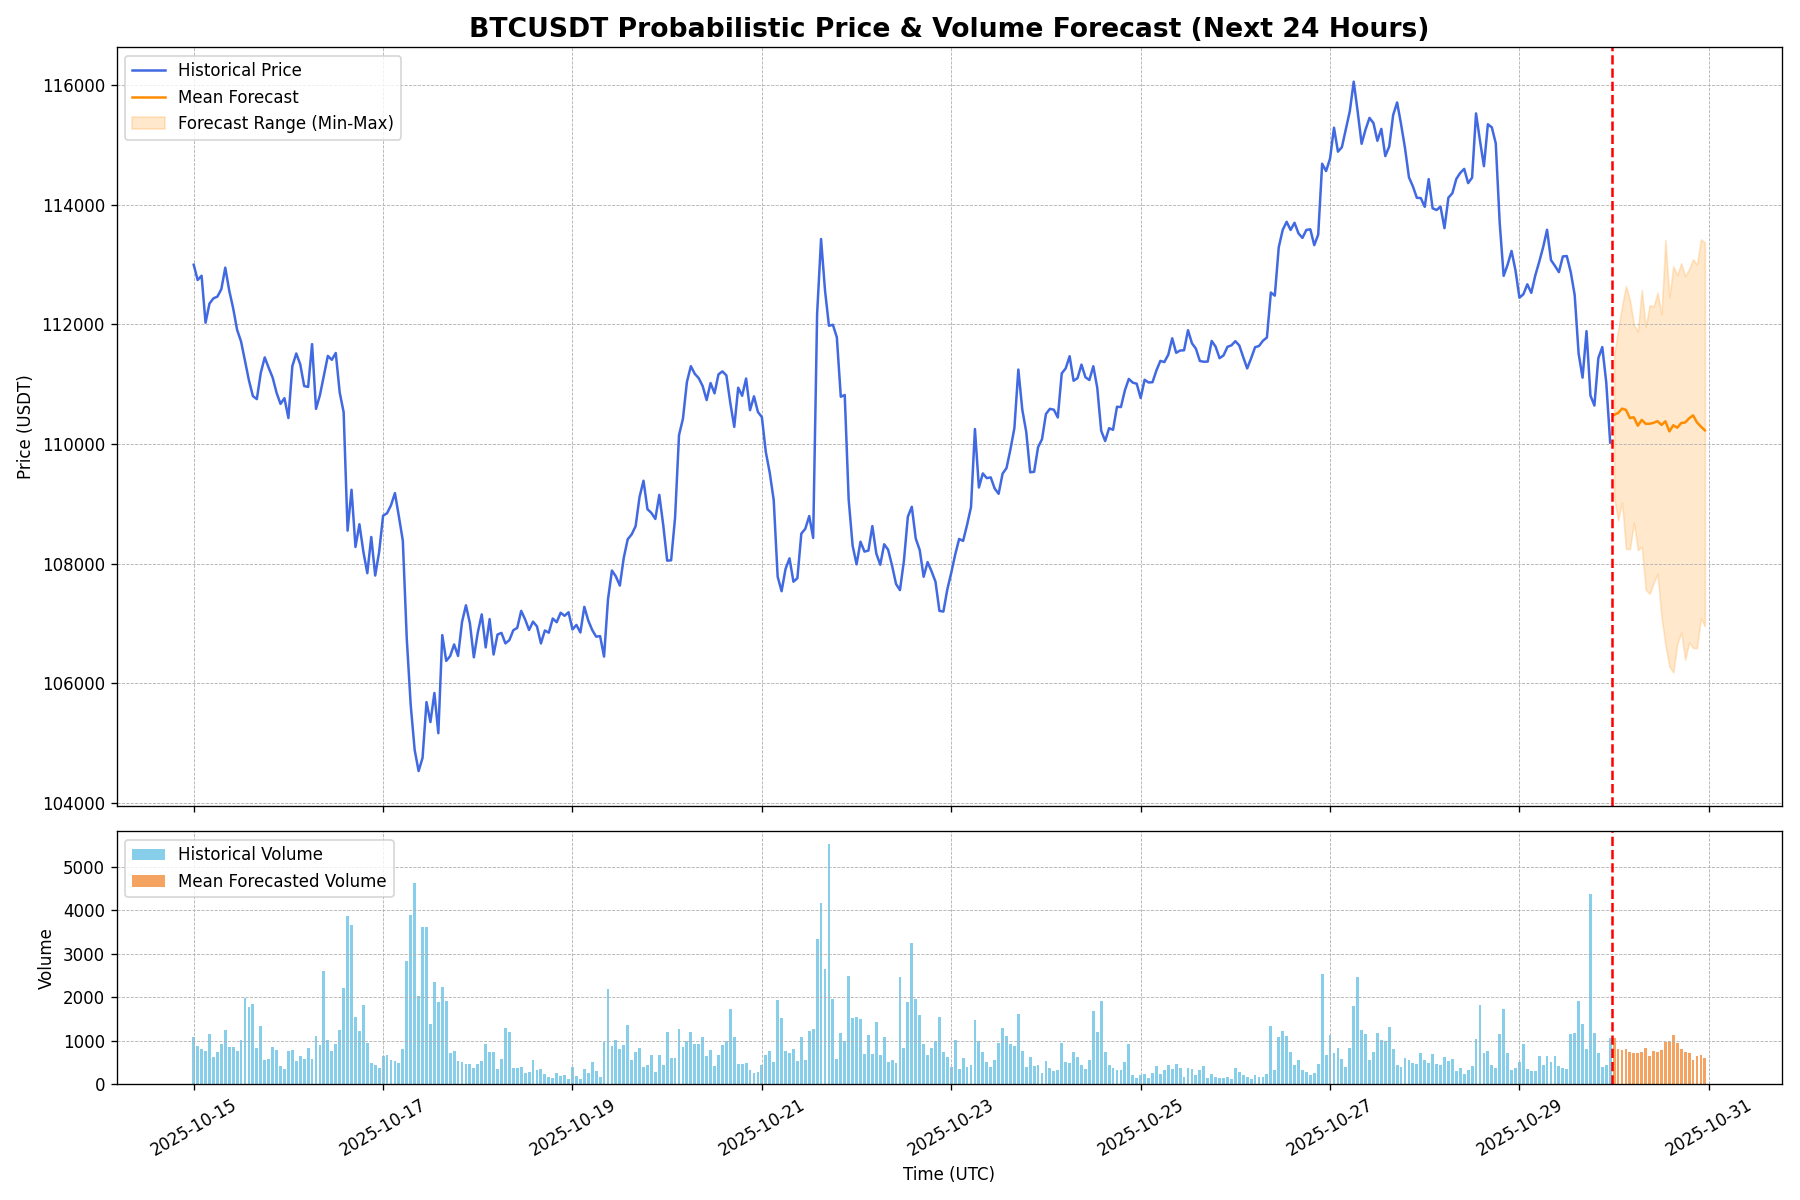 BTCUSDT Probabilistic Price & Volume Forecast (Next 24 Hours)
Historical Price
Mean Forecast
Forecast Range (Min-Max)
Price (USDT)
116000
114000
112000
110000
108000
106000
104000
Historical Volume
Mean Forecasted Volume
Volume
5000
4000
3000
2000
1000
0
2025-10-15
2025-10-17
2025-10-19
2025-10-21
2025-10-23
2025-10-25
2025-10-27
2025-10-29
2025-10-31
Time (UTC)